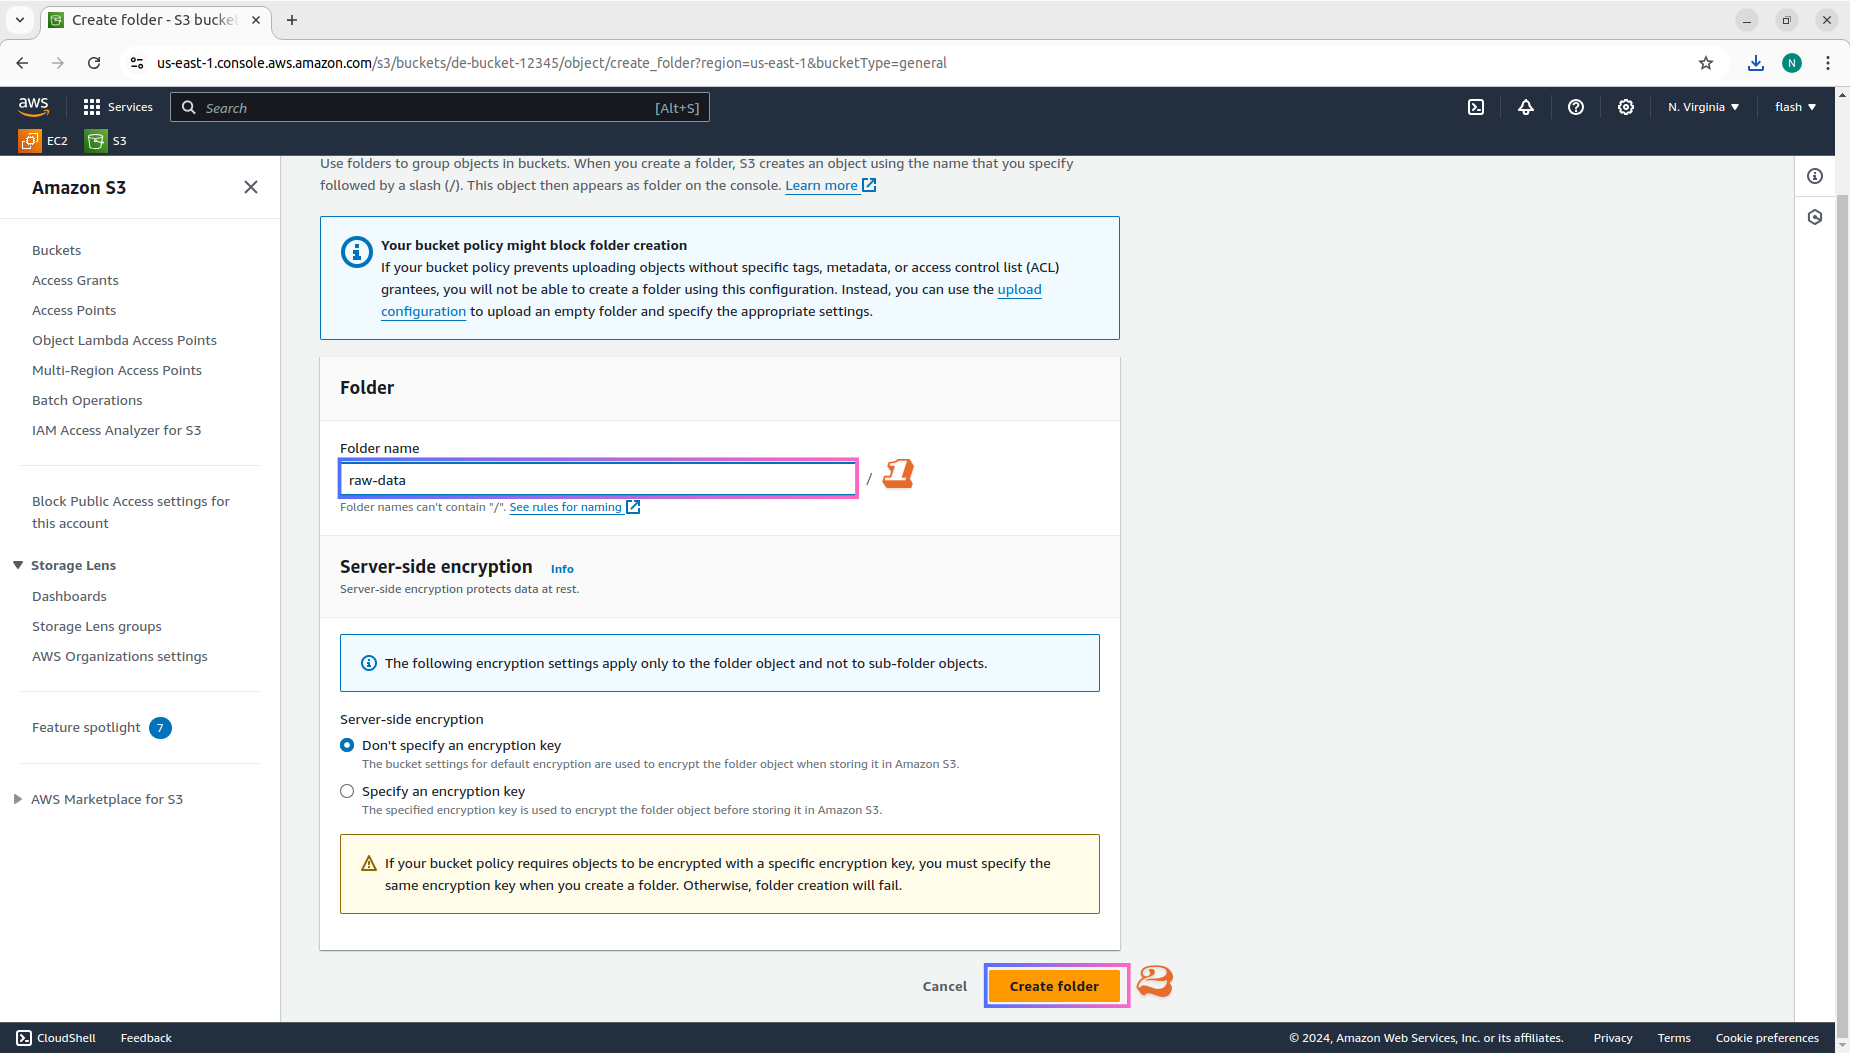 Create folder - S3 bucke
us-east-1.console.aws.amazon.com/s3/buckets/de-bucket-12345/object/create_folder?region=us-east-1&bucketType=general
N
aws
Services
Search
[Alt+S]
N. Virginia
flash
EC2
S3
Amazon S3
Buckets
Access Grants
Access Points
Object Lambda Access Points
Multi-Region Access Points
Batch Operations
IAM Access Analyzer for S3
Block Public Access settings for
this account
Storage Lens
Dashboards
Storage Lens groups
AWS Organizations settings
Feature spotlight 7
AWS Marketplace for S3
Use folders to group objects in buckets. When you create a folder, S3 creates an object using the name that you specify
followed by a slash (/). This object then appears as folder on the console. Learn more
Your bucket policy might block folder creation
If your bucket policy prevents uploading objects without specific tags, metadata, or access control list (ACL)
grantees, you will not be able to create a folder using this configuration. Instead, you can use the upload
configuration to upload an empty folder and specify the appropriate settings.
Folder
Folder name
raw-data / 1
Folder names can't contain "/". See rules for naming
Server-side encryption Info
Server-side encryption protects data at rest.
The following encryption settings apply only to the folder object and not to sub-folder objects.
Server-side encryption
Don't specify an encryption key
The bucket settings for default encryption are used to encrypt the folder object when storing it in Amazon S3.
Specify an encryption key
The specified encryption key is used to encrypt the folder object before storing it in Amazon S3.
If your bucket policy requires objects to be encrypted with a specific encryption key, you must specify the
same encryption key when you create a folder. Otherwise, folder creation will fail.
Cancel
Create folder
2
CloudShell
Feedback
© 2024, Amazon Web Services, Inc. or its affiliates.
Privacy
Terms
Cookie preferences